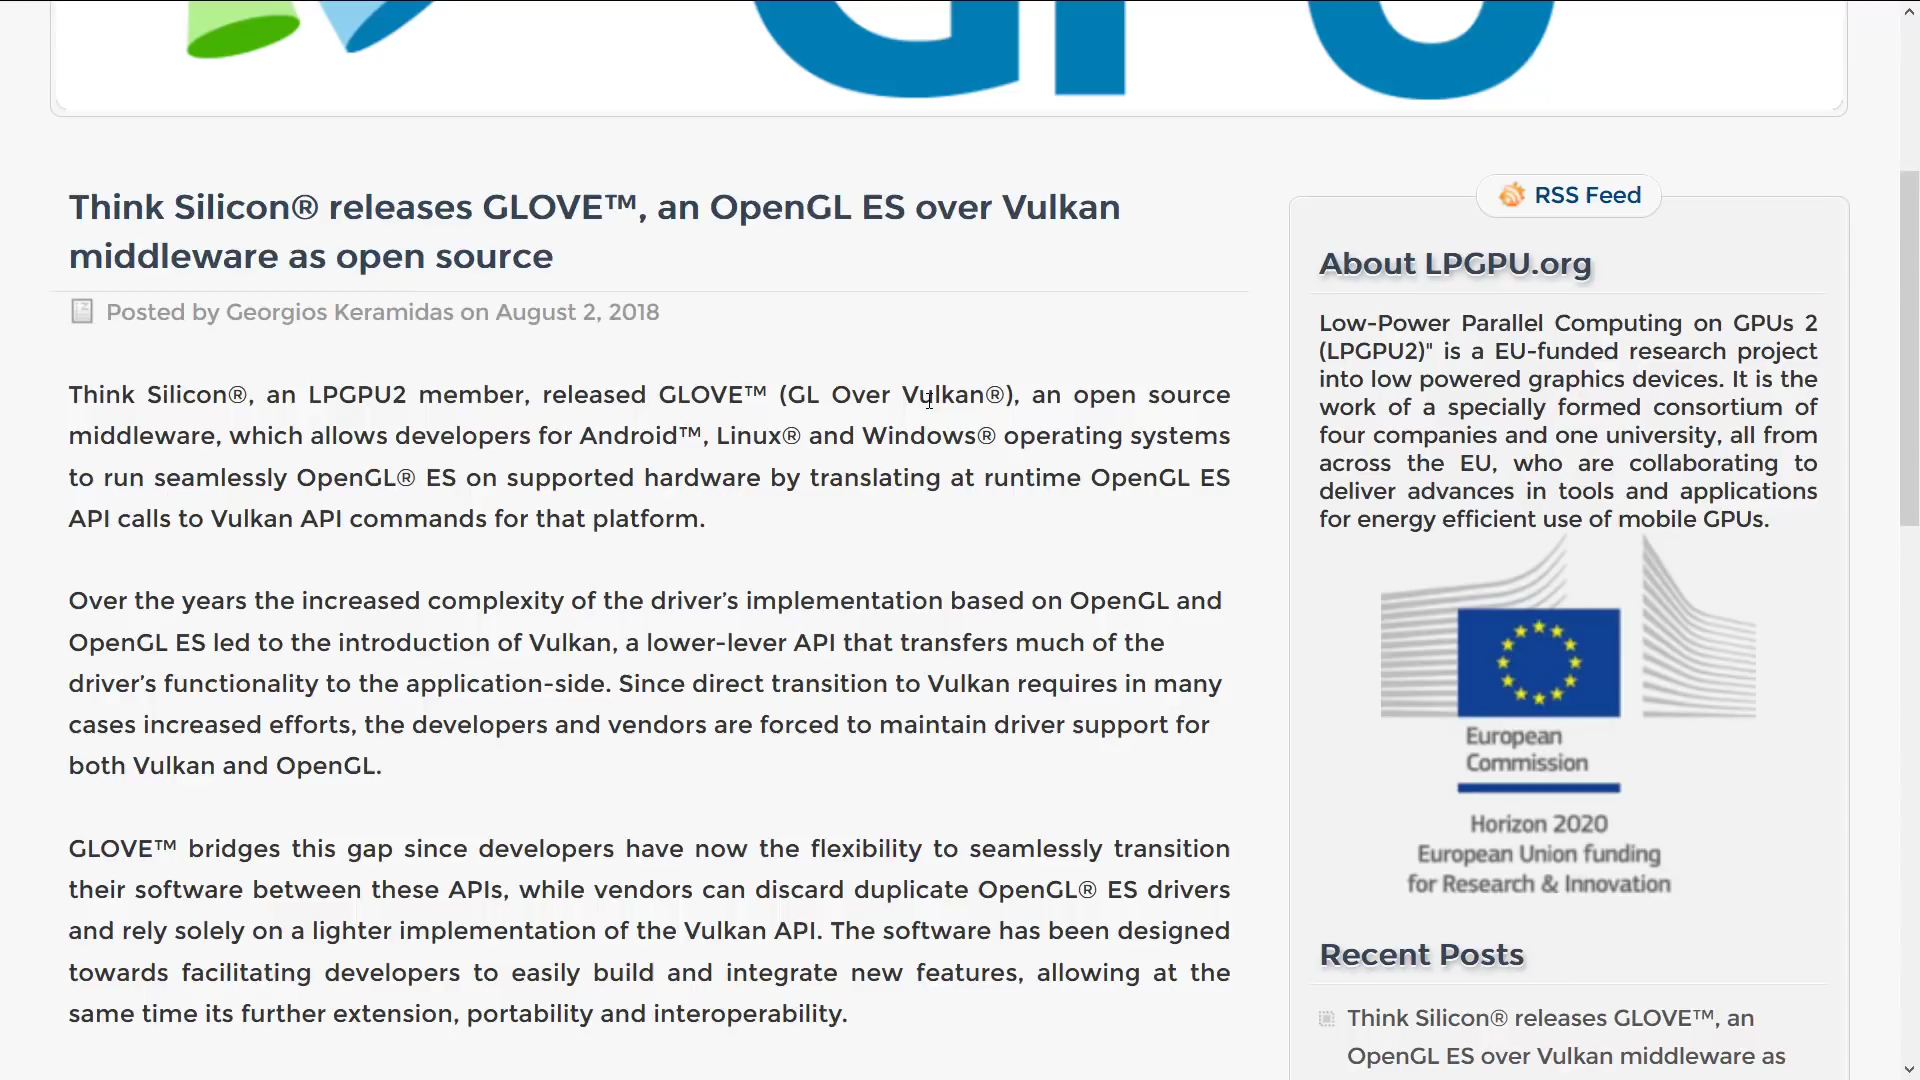 GPU
Think Silicon® releases GLOVE™, an OpenGL ES over Vulkan
middleware as open source
Posted by Georgios Keramidas on August 2, 2018
Think Silicon®, an LPGPU2 member, released GLOVE™ (GL Over Vulkan®), an open source
middleware, which allows developers for Android™, Linux® and Windows® operating systems
to run seamlessly OpenGL® ES on supported hardware by translating at runtime OpenGL ES
API calls to Vulkan API commands for that platform.
Over the years the increased complexity of the driver’s implementation based on OpenGL and
OpenGL ES led to the introduction of Vulkan, a lower-lever API that transfers much of the
driver’s functionality to the application-side. Since direct transition to Vulkan requires in many
cases increased efforts, the developers and vendors are forced to maintain driver support for
both Vulkan and OpenGL.
GLOVE™ bridges this gap since developers have now the flexibility to seamlessly transition
their software between these APIs, while vendors can discard duplicate OpenGL® ES drivers
and rely solely on a lighter implementation of the Vulkan API. The software has been designed
towards facilitating developers to easily build and integrate new features, allowing at the
same time its further extension, portability and interoperability.
RSS Feed
About LPGPU.org
Low-Power Parallel Computing on GPUs 2
(LPGPU2)" is a EU-funded research project
into low powered graphics devices. It is the
work of a specially formed consortium of
four companies and one university, all from
across the EU, who are collaborating to
deliver advances in tools and applications
for energy efficient use of mobile GPUs.
European
Commission
Horizon 2020
European Union funding
for Research & Innovation
Recent Posts
Think Silicon® releases GLOVE™, an
OpenGL ES over Vulkan middleware as